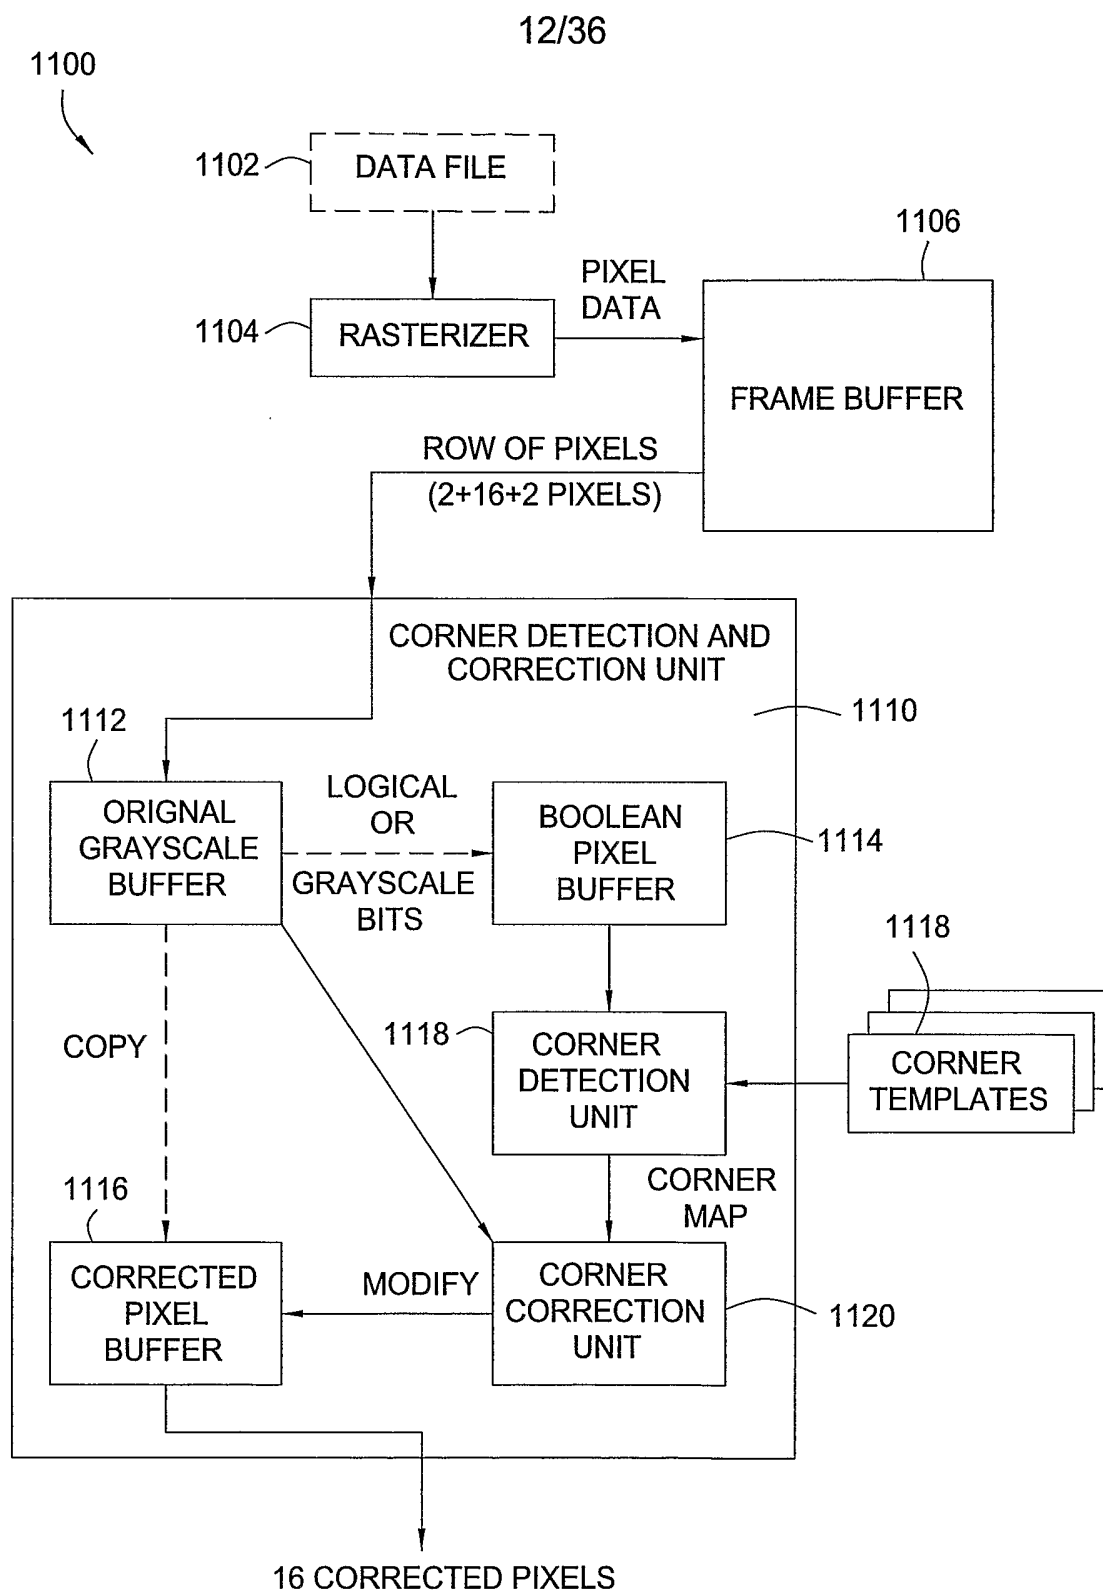 12/36
1100
1102
DATA FILE
1106
PIXEL
DATA
1104
RASTERIZER
FRAME BUFFER
ROW OF PIXELS
(2+16+2 PIXELS)
CORNER DETECTION AND
CORRECTION UNIT
1110
1112
ORIGNAL
GRAYSCALE
BUFFER
LOGICAL
OR
GRAYSCALE
BITS
BOOLEAN
PIXEL
BUFFER
1114
1118
CORNER
TEMPLATES
1118
CORNER
DETECTION
UNIT
COPY
CORNER
MAP
1116
CORRECTED
PIXEL
BUFFER
MODIFY
CORNER
CORRECTION
UNIT
1120
16 CORRECTED PIXELS